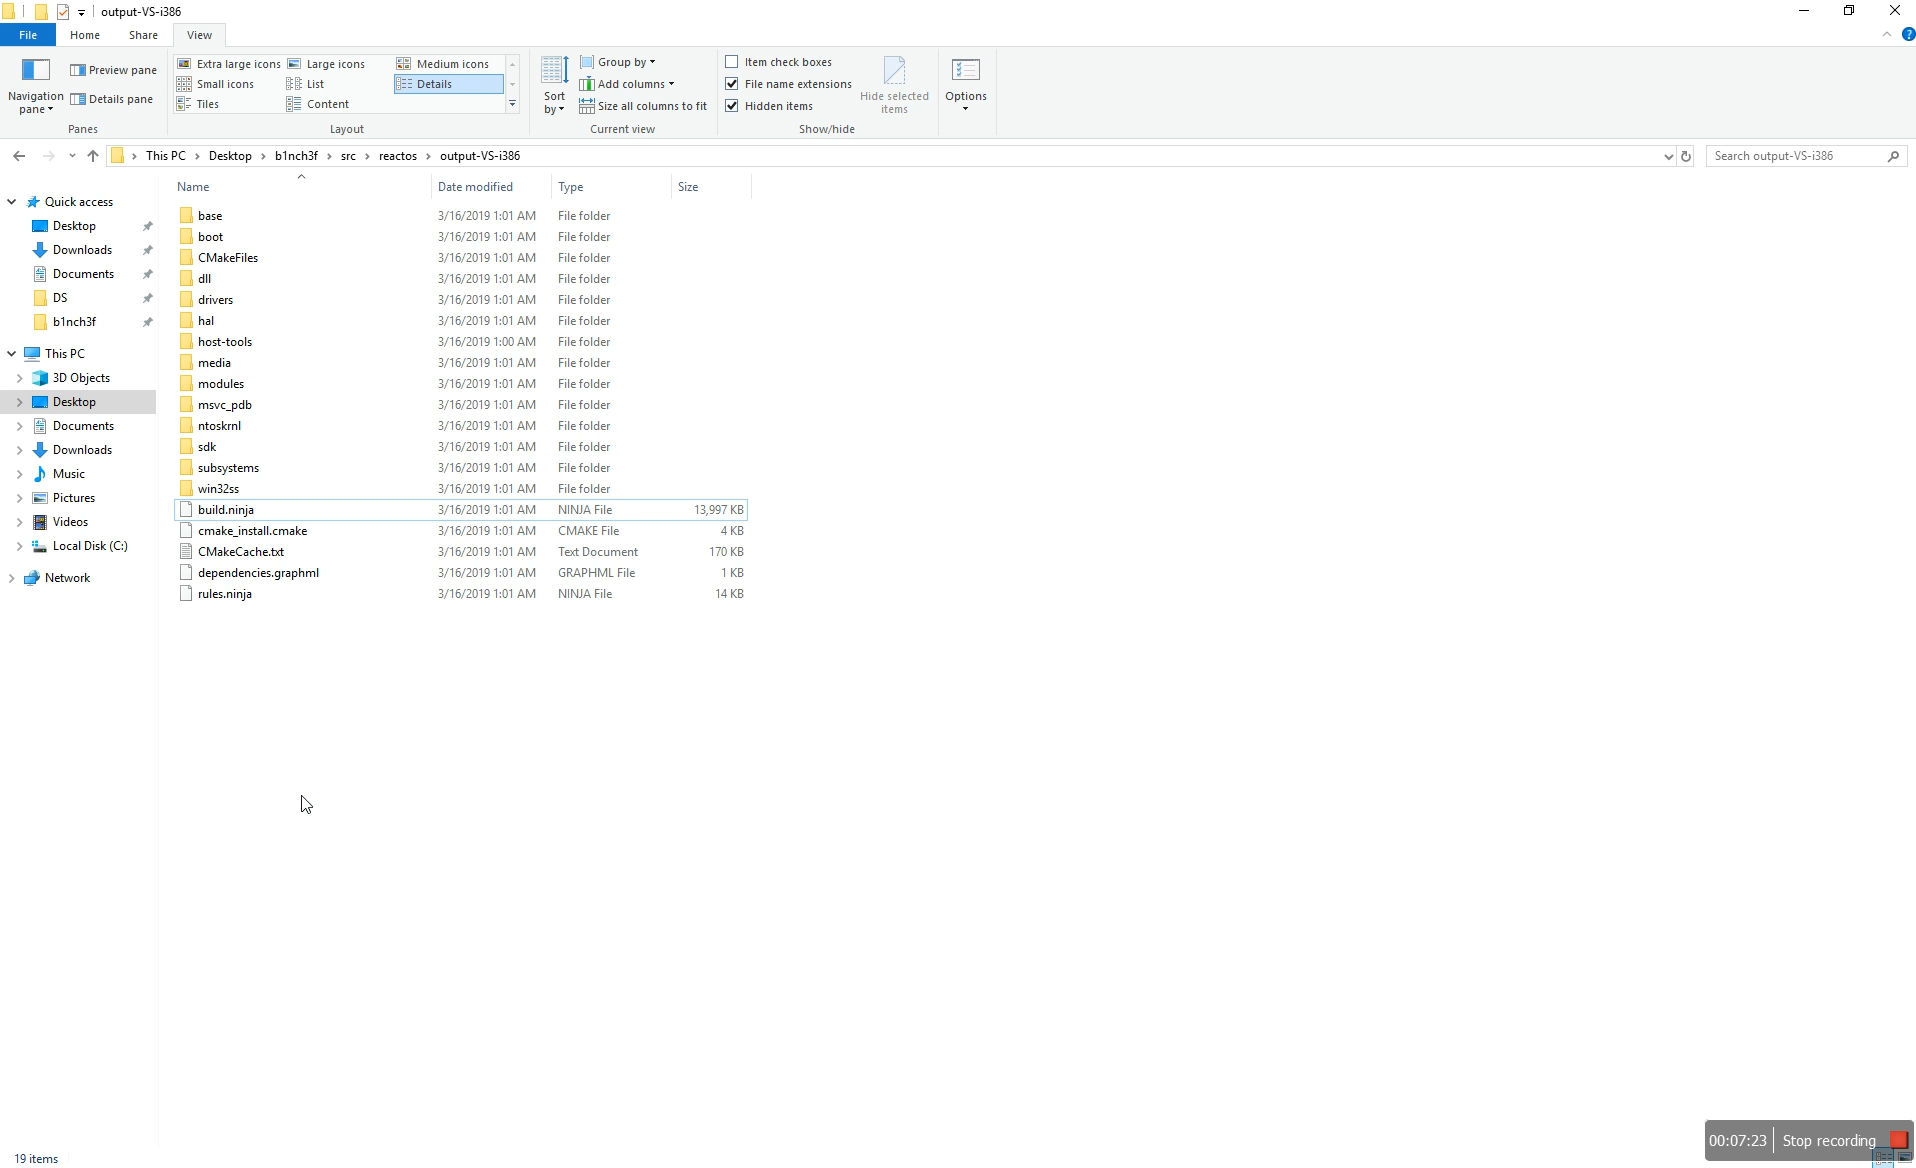 output-VS-i386
File Home Share View
Navigation pane Preview pane Details pane
Panes
Extra large icons Large icons Medium icons
Small icons List Details
Tiles Content
Layout
Sort by Group by
Add columns
Size all columns to fit
Current view
Item check boxes
File name extensions
Hidden items
Hide selected items
Show/hide
Options
This PC Desktop b1nch3f src reactos output-VS-i386
Search output-VS-i386
Quick access
Desktop
Downloads
Documents
DS
b1nch3f
This PC
3D Objects
Desktop
Documents
Downloads
Music
Pictures
Videos
Local Disk (C:)
Network
Name Date modified Type Size
base 3/16/2019 1:01 AM File folder
boot 3/16/2019 1:01 AM File folder
CMakeFiles 3/16/2019 1:01 AM File folder
dll 3/16/2019 1:01 AM File folder
drivers 3/16/2019 1:01 AM File folder
hal 3/16/2019 1:01 AM File folder
host-tools 3/16/2019 1:00 AM File folder
media 3/16/2019 1:01 AM File folder
modules 3/16/2019 1:01 AM File folder
msvc_pdb 3/16/2019 1:01 AM File folder
ntoskrnl 3/16/2019 1:01 AM File folder
sdk 3/16/2019 1:01 AM File folder
subsystems 3/16/2019 1:01 AM File folder
win32ss 3/16/2019 1:01 AM File folder
build.ninja 3/16/2019 1:01 AM NINJA File 13,997 KB
cmake_install.cmake 3/16/2019 1:01 AM CMAKE File 4 KB
CMakeCache.txt 3/16/2019 1:01 AM Text Document 170 KB
dependencies.graphml 3/16/2019 1:01 AM GRAPHML File 1 KB
rules.ninja 3/16/2019 1:01 AM NINJA File 14 KB
00:07:23 Stop recording
19 items